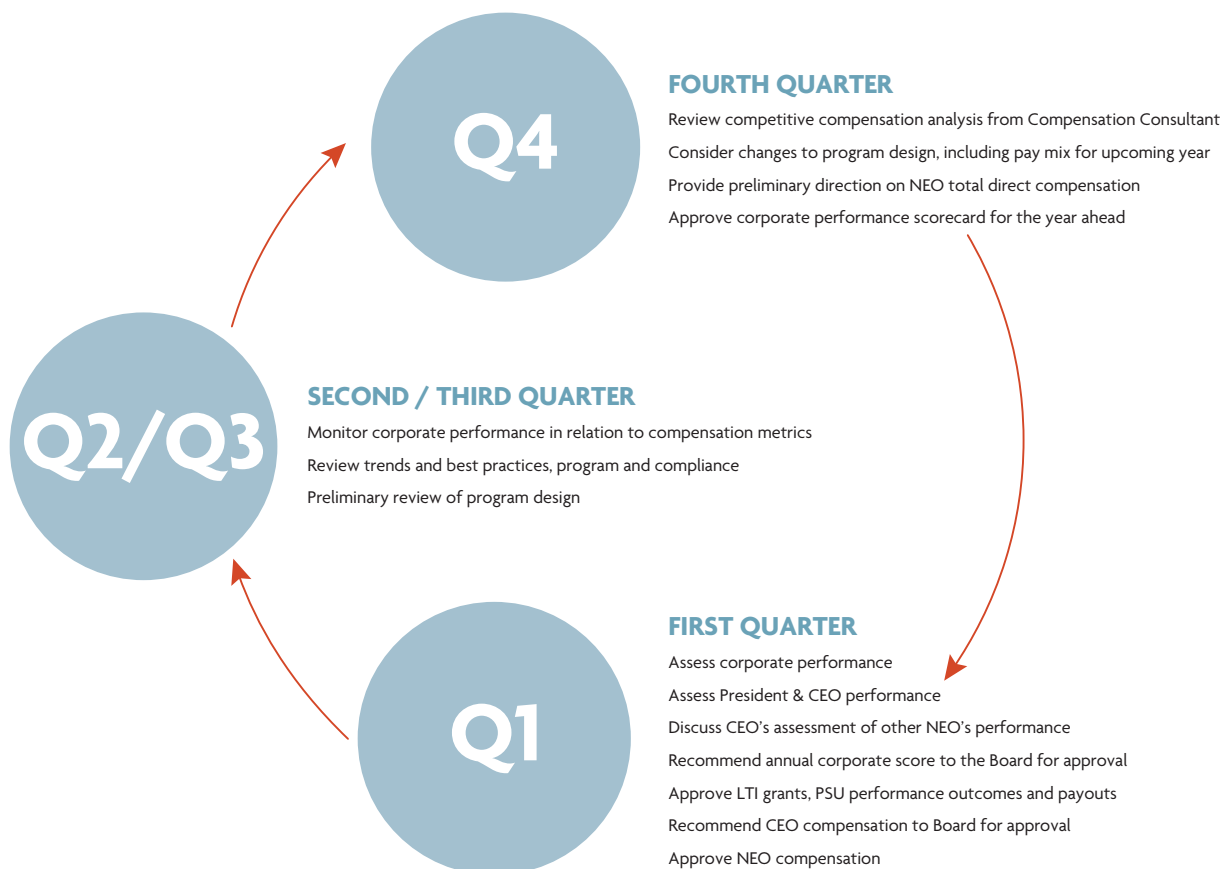 Q4
FOURTH QUARTER
Review competitive compensation analysis from Compensation Consultant
Consider changes to program design, including pay mix for upcoming year
Provide preliminary direction on NEO total direct compensation
Approve corporate performance scorecard for the year ahead
Q2/Q3
SECOND / THIRD QUARTER
Monitor corporate performance in relation to compensation metrics
Review trends and best practices, program and compliance
Preliminary review of program design
Q1
FIRST QUARTER
Assess corporate performance
Assess President & CEO performance
Discuss CEO’s assessment of other NEO’s performance
Recommend annual corporate score to the Board for approval
Approve LTI grants, PSU performance outcomes and payouts
Recommend CEO compensation to Board for approval
Approve NEO compensation